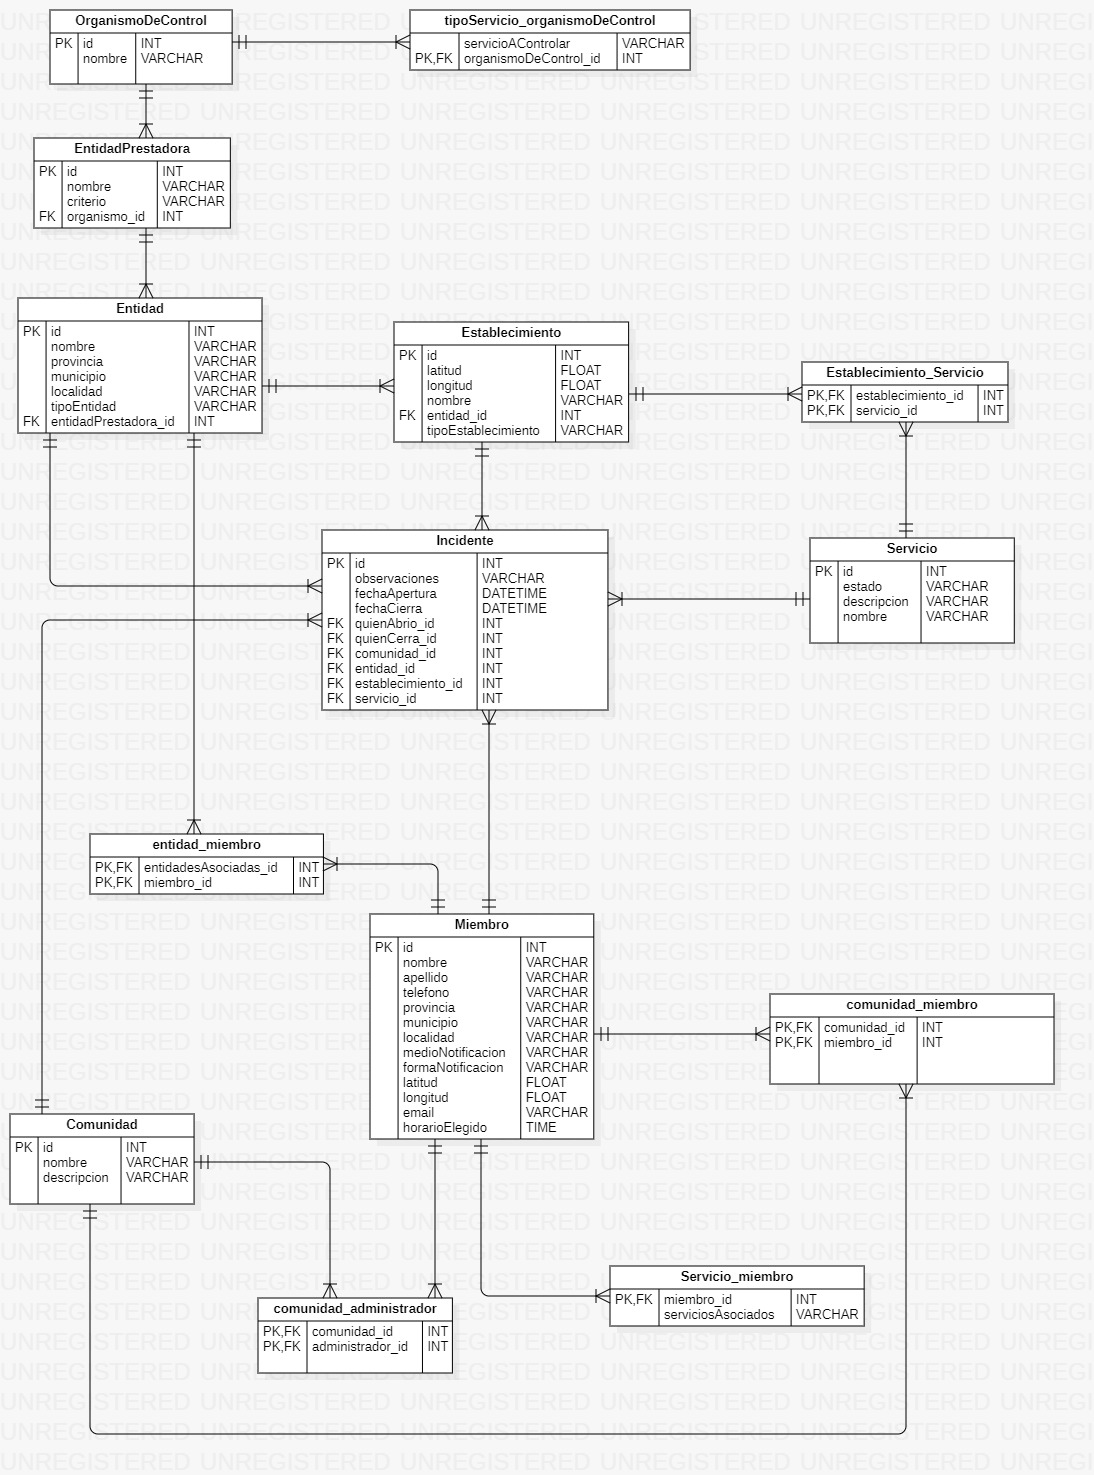 OrganismoDeControl
PK id INT
nombre VARCHAR
tipoServicio_organismoDeControl
servicioAControlar VARCHAR
PK,FK organismoDeControl_id INT
EntidadPrestadora
PK id INT
nombre VARCHAR
criterio VARCHAR
FK organismo_id INT
Entidad
PK id INT
nombre VARCHAR
provincia VARCHAR
municipio VARCHAR
localidad VARCHAR
tipoEntidad VARCHAR
FK entidadPrestadora_id INT
Establecimiento
PK id INT
latitud FLOAT
longitud FLOAT
nombre VARCHAR
FK entidad_id INT
tipoEstablecimiento VARCHAR
Establecimiento_Servicio
PK,FK establecimiento_id INT
PK,FK servicio_id INT
Incidente
PK id INT
observaciones VARCHAR
fechaApertura DATETIME
fechaCierra DATETIME
FK quienAbrio_id INT
FK quienCerra_id INT
FK comunidad_id INT
FK entidad_id INT
FK establecimiento_id INT
FK servicio_id INT
Servicio
PK id INT
estado VARCHAR
descripcion VARCHAR
nombre VARCHAR
entidad_miembro
PK,FK entidadesAsociadas_id INT
PK,FK miembro_id INT
Miembro
PK id INT
nombre VARCHAR
apellido VARCHAR
telefono VARCHAR
provincia VARCHAR
municipio VARCHAR
localidad VARCHAR
medioNotificacion VARCHAR
formaNotificacion VARCHAR
latitud FLOAT
longitud FLOAT
email VARCHAR
horarioElegido TIME
comunidad_miembro
PK,FK comunidad_id INT
PK,FK miembro_id INT
Comunidad
PK id INT
nombre VARCHAR
descripcion VARCHAR
comunidad_administrador
PK,FK comunidad_id INT
PK,FK administrador_id INT
Servicio_miembro
PK,FK miembro_id INT
serviciosAsociados VARCHAR
UNREGISTERED